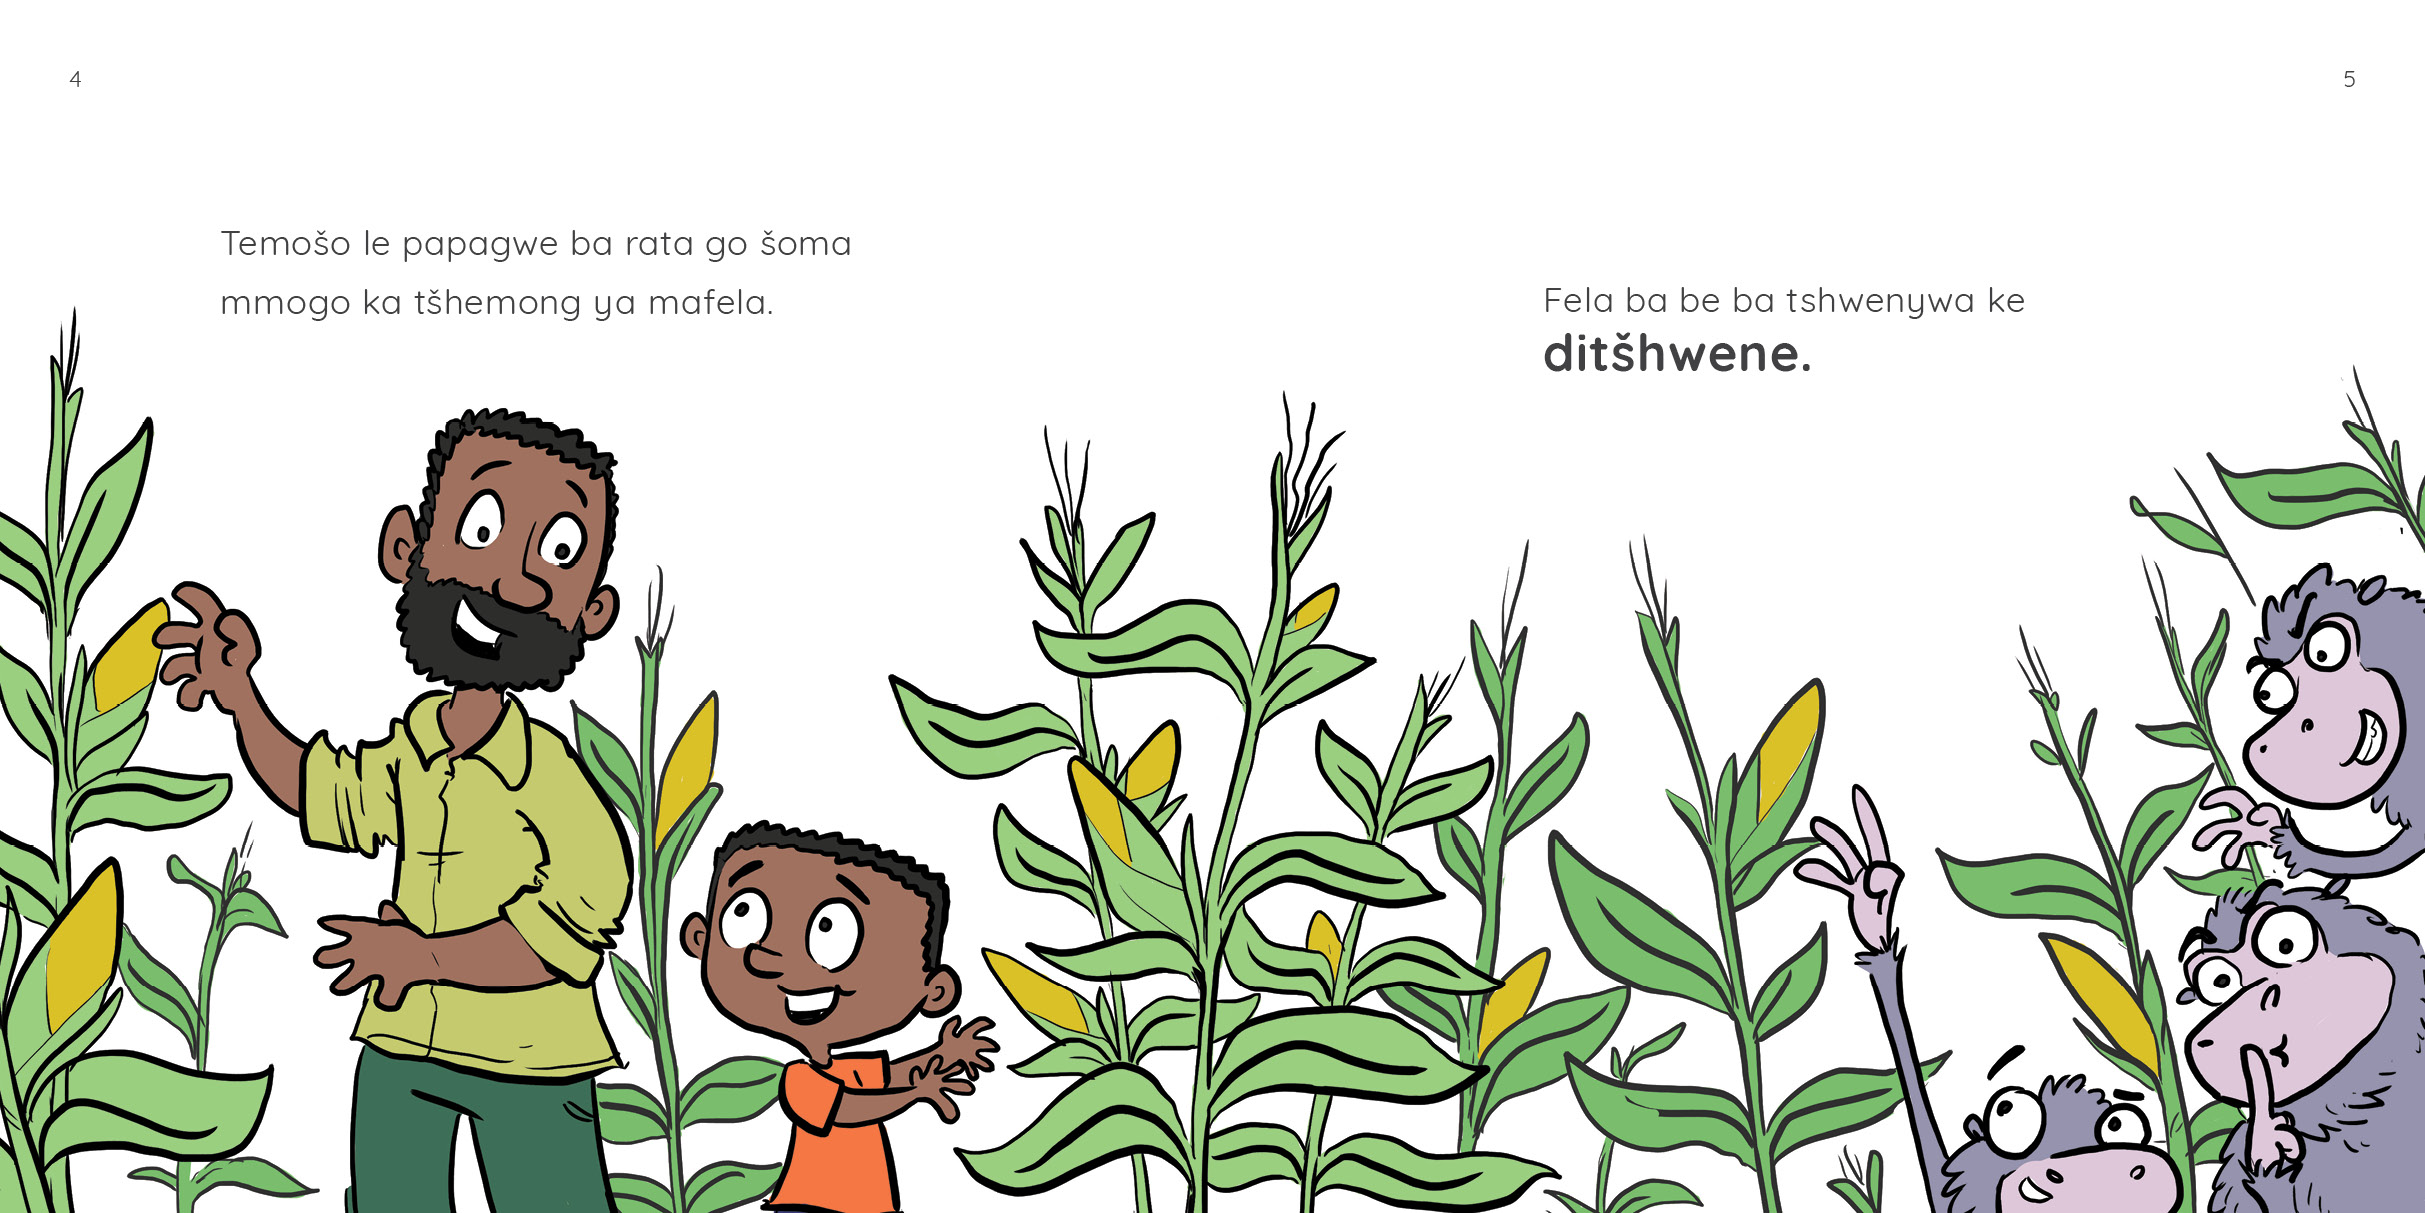 4
Temošo le papagwe ba rata go šoma
mmogo ka tšhemong ya mafela.
5
Fela ba be ba tshwenywa ke
ditšhwene.